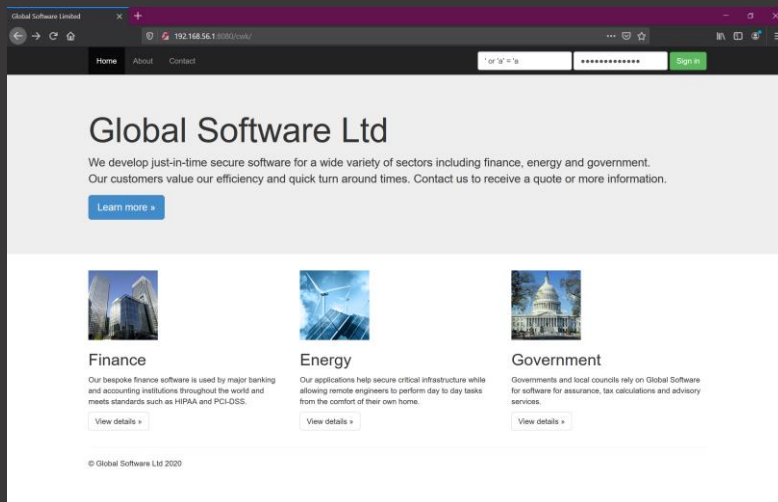 Global Software Limited
192.168.56.1:8080/cwk/
Home About Contact ' or 'a' = 'a ●●●●●●●●●●●●● Sign in
Global Software Ltd
We develop just-in-time secure software for a wide variety of sectors including finance, energy and government.
Our customers value our efficiency and quick turn around times. Contact us to receive a quote or more information.
Learn more »
Finance
Our bespoke finance software is used by major banking
and accounting institutions throughout the world and
meets standards such as HIPAA and PCI-DSS.
View details »
Energy
Our applications help secure critical infrastructure while
allowing remote engineers to perform day to day tasks
from the comfort of their own home.
View details »
Government
Governments and local councils rely on Global Software
for software for assurance, tax calculations and advisory
services.
View details »
© Global Software Ltd 2020